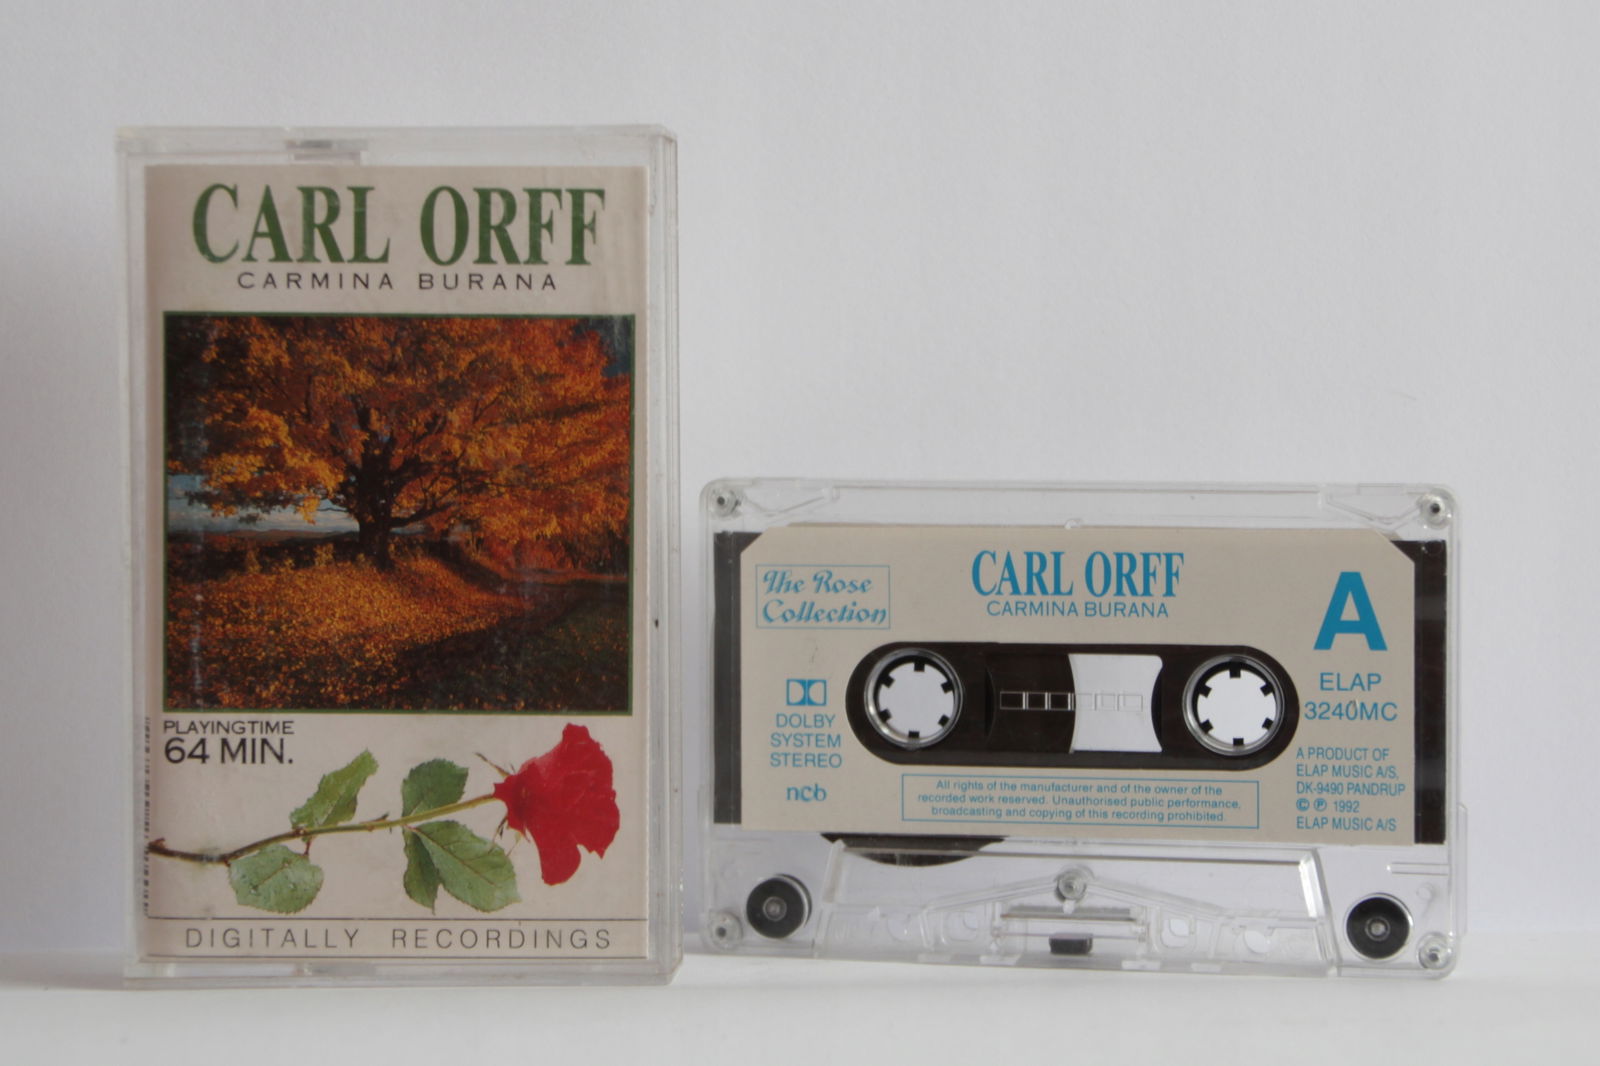 CARL ORFF
CARMINA BURANA
PLAYINGTIME
64 MIN.
DIGITALLY RECORDINGS
The Rose
Collection
CARL ORFF
CARMINA BURANA
A
ELAP
3240MC
DOLBY
SYSTEM
STEREO
ncb
A PRODUCT OF
ELAP MUSIC A/S,
DK-9490 PANDRUP
© ℗ 1992
ELAP MUSIC A/S
All rights of the manufacturer and of the owner of the
recorded work reserved. Unauthorised public performance,
broadcasting and copying of this recording prohibited.